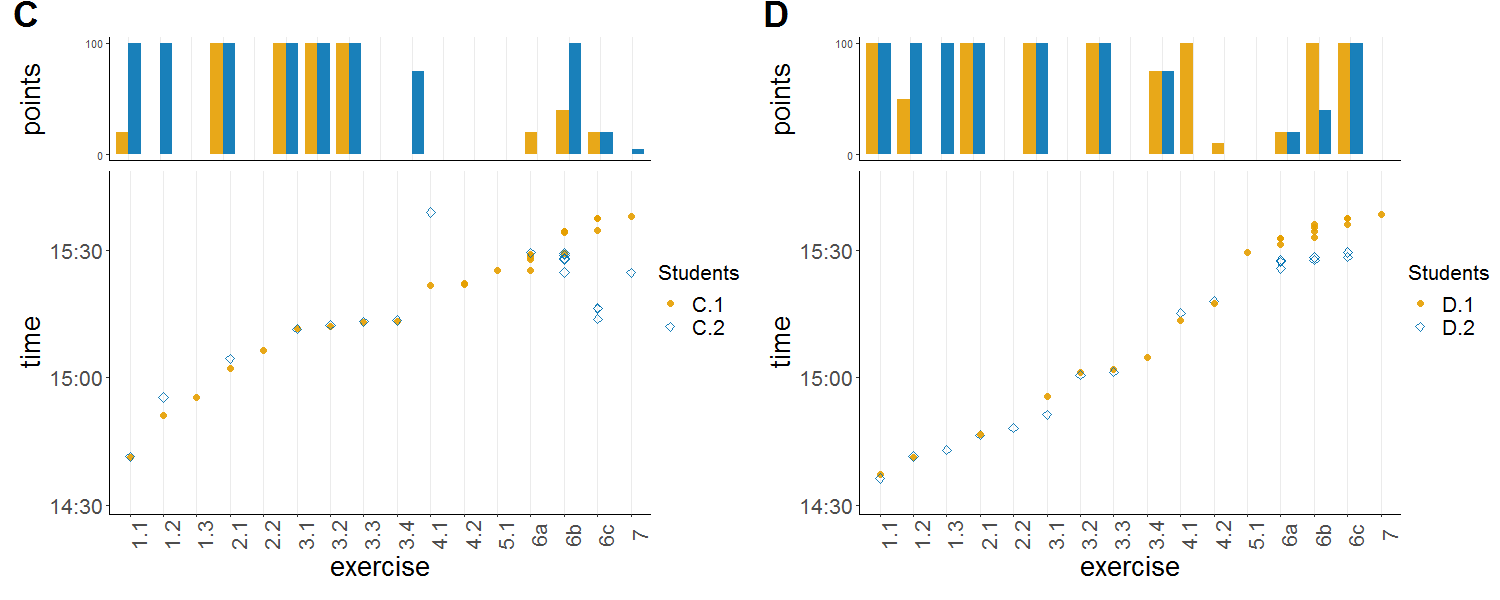 C
points
100
0
time
15:30
15:00
14:30
1.1 1.2 1.3 2.1 2.2 3.1 3.2 3.3 3.4 4.1 4.2 5.1 6a 6b 6c 7
exercise
Students
C.1
C.2
D
points
100
0
time
15:30
15:00
14:30
1.1 1.2 1.3 2.1 2.2 3.1 3.2 3.3 3.4 4.1 4.2 5.1 6a 6b 6c 7
exercise
Students
D.1
D.2